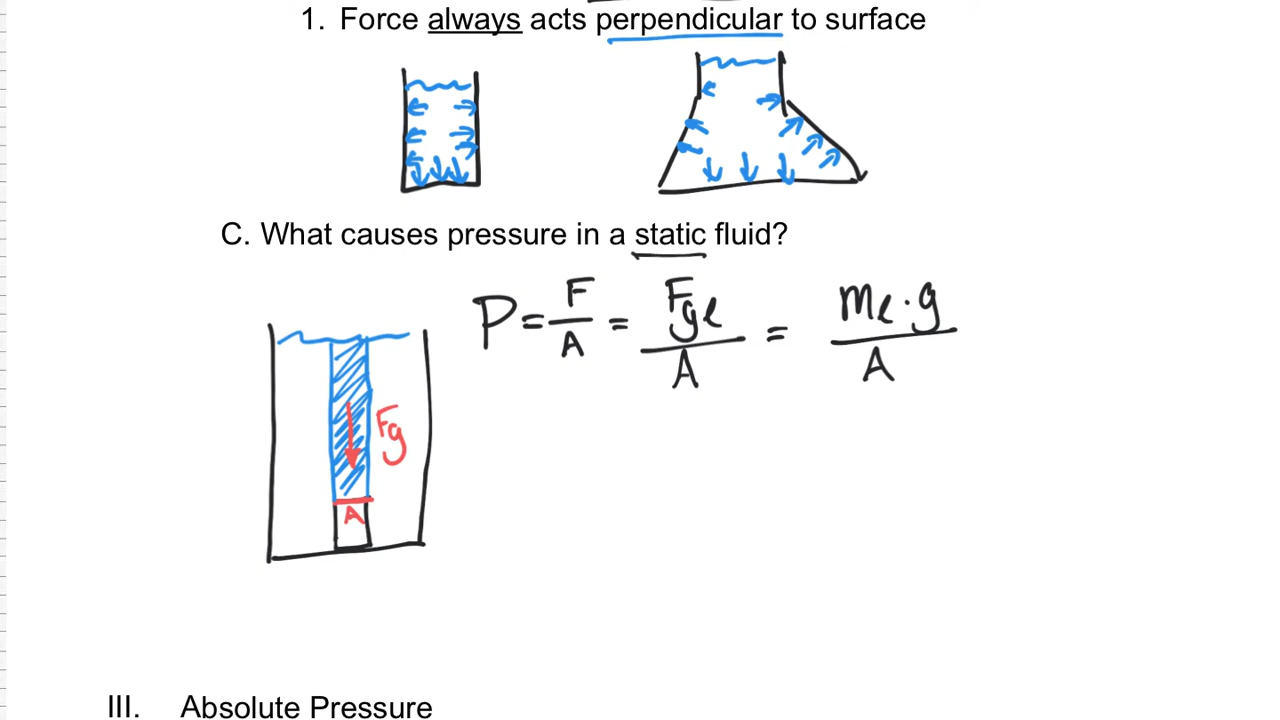 1. Force always acts perpendicular to surface
C. What causes pressure in a static fluid?
P = F/A = Fgl/A = ml·g/A
Fg
A
III. Absolute Pressure